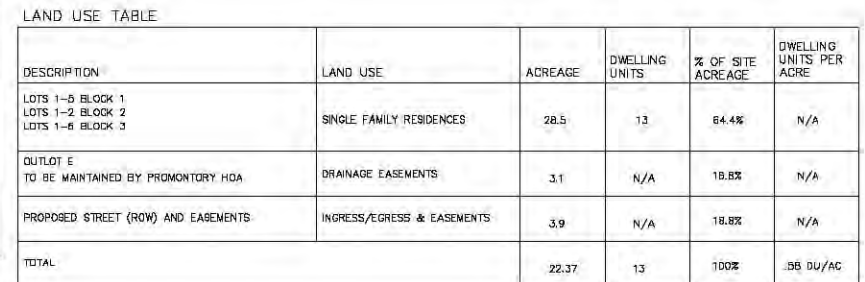 LAND USE TABLE
DESCRIPTION LAND USE ACREAGE DWELLING UNITS % OF SITE ACREAGE DWELLING UNITS PER ACRE
LOTS 1-5 BLOCK 1
LOTS 1-2 BLOCK 2
LOTS 1-6 BLOCK 3
SINGLE FAMILY RESIDENCES 28.5 13 64.4% N/A
OUTLOT E
TO BE MAINTAINED BY PROMONTORY HOA
DRAINAGE EASEMENTS 3.1 N/A 16.8% N/A
PROPOSED STREET (ROW) AND EASEMENTS INGRESS/EGRESS & EASEMENTS 3.9 N/A 18.8% N/A
TOTAL 22.37 13 100% .58 DU/AC